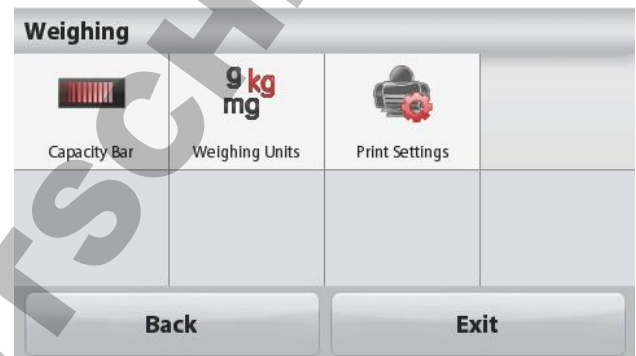 Weighing
g kg
mg
Capacity Bar Weighing Units Print Settings
Back Exit